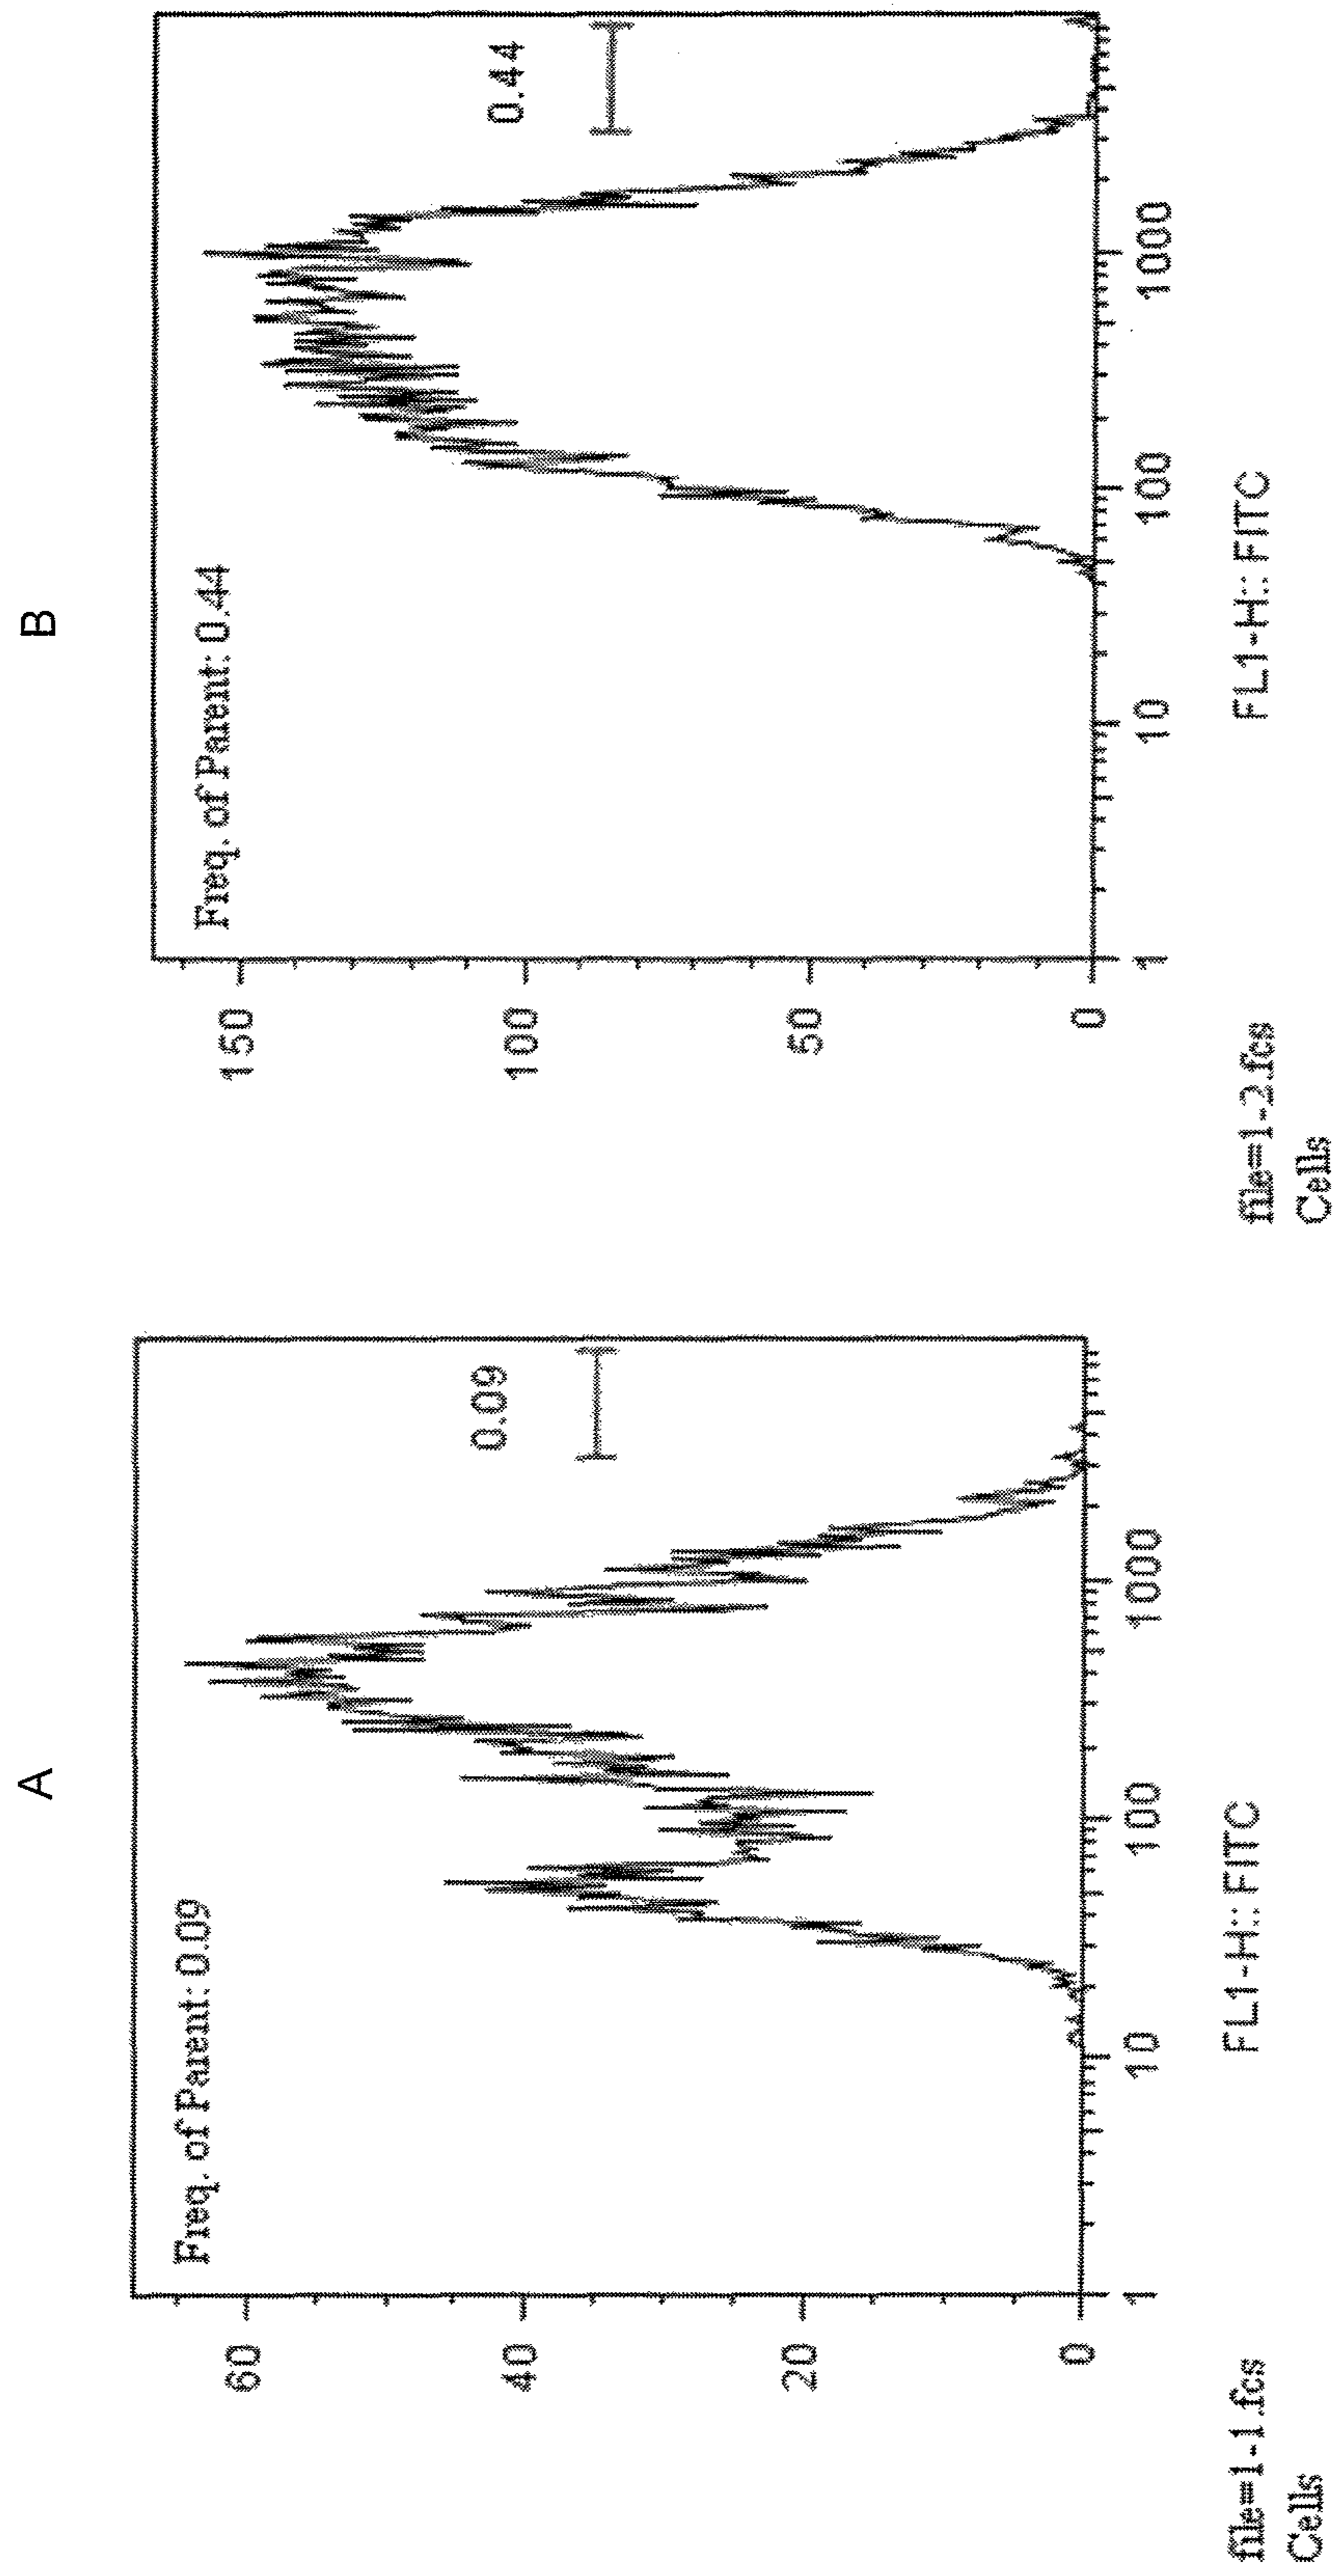 A
Freq. of Parent: 0.09
0.09
60
40
20
0
1
10
100
1000
FL1-H:: FITC
file=1-1.fcs
Cells
B
Freq. of Parent: 0.44
0.44
150
100
50
0
1
10
100
1000
FL1-H:: FITC
file=1-2.fcs
Cells